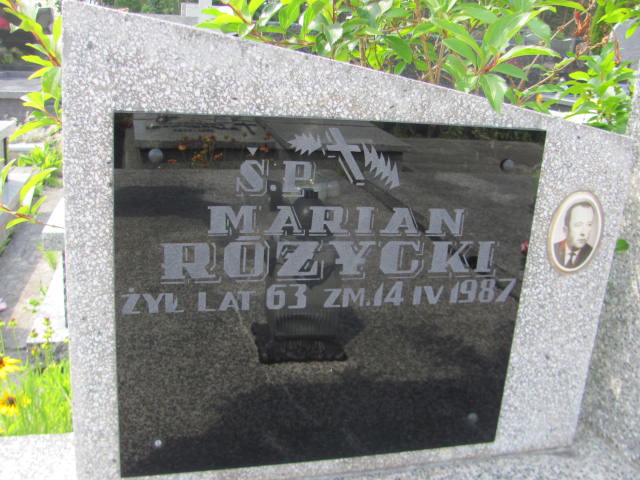 Ś.P.
MARIAN
RÓŻYCKI
ŻYŁ LAT 63 ZM. 14 IV 1987